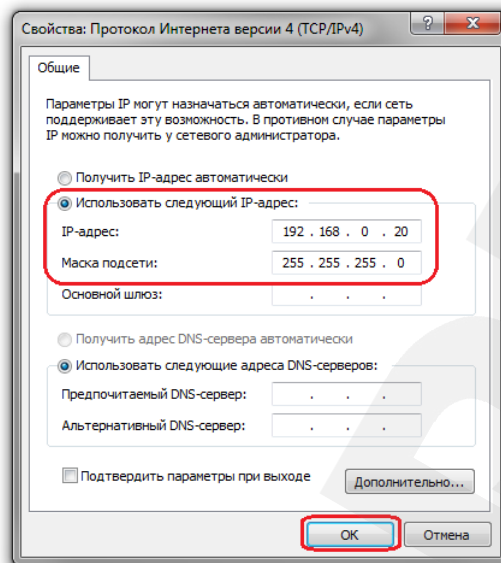 Свойства: Протокол Интернета версии 4 (TCP/IPv4)
Общие
Параметры IP могут назначаться автоматически, если сеть
поддерживает эту возможность. В противном случае параметры
IP можно получить у сетевого администратора.
Получить IP-адрес автоматически
Использовать следующий IP-адрес:
IP-адрес: 192 . 168 . 0 . 20
Маска подсети: 255 . 255 . 255 . 0
Основной шлюз: . . .
Получить адрес DNS-сервера автоматически
Использовать следующие адреса DNS-серверов:
Предпочитаемый DNS-сервер: . . .
Альтернативный DNS-сервер: . . .
Подтвердить параметры при выходе
Дополнительно...
OK Отмена